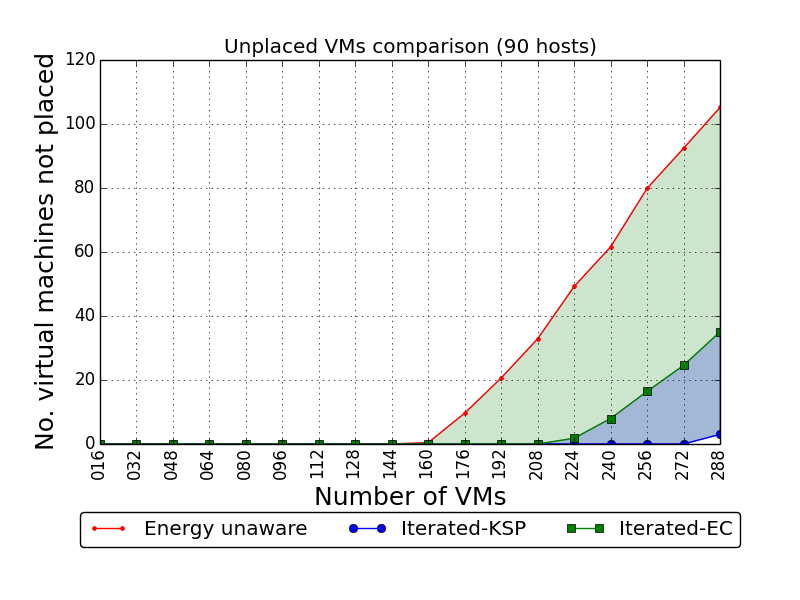 Unplaced VMs comparison (90 hosts)
No. virtual machines not placed
120
100
80
60
40
20
0
016 032 048 064 080 096 112 128 144 160 176 192 208 224 240 256 272 288
Number of VMs
Energy unaware Iterated-KSP Iterated-EC